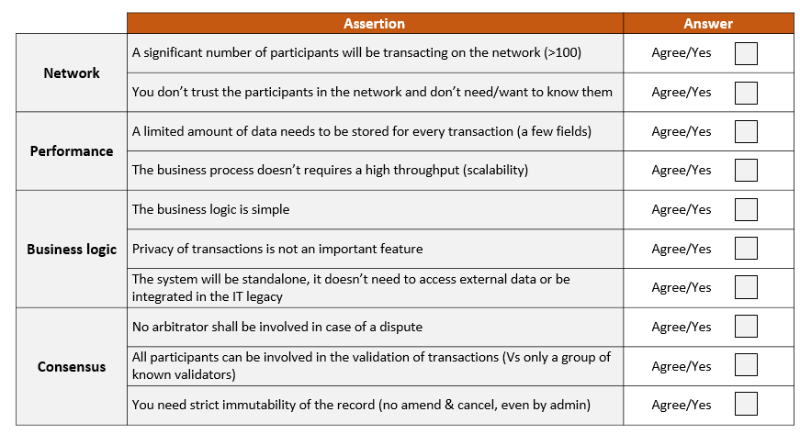 Assertion
Answer
Network
A significant number of participants will be transacting on the network (>100)
Agree/Yes
You don't trust the participants in the network and don't need/want to know them
Agree/Yes
Performance
A limited amount of data needs to be stored for every transaction (a few fields)
Agree/Yes
The business process doesn't requires a high throughput (scalability)
Agree/Yes
Business logic
The business logic is simple
Agree/Yes
Privacy of transactions is not an important feature
Agree/Yes
The system will be standalone, it doesn't need to access external data or be
integrated in the IT legacy
Agree/Yes
Consensus
No arbitrator shall be involved in case of a dispute
Agree/Yes
All participants can be involved in the validation of transactions (Vs only a group of
known validators)
Agree/Yes
You need strict immutability of the record (no amend & cancel, even by admin)
Agree/Yes